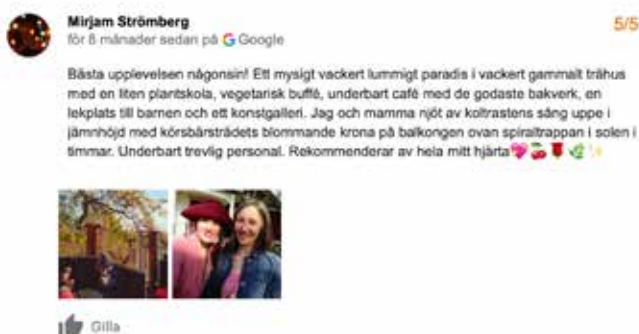 Mirjam Strömberg
för 8 månader sedan på Google
5/5
Bästa upplevelsen någonsin! Ett mysigt vackert lummigt paradis i vackert gammalt trähus
med en liten plantskola, vegetarisk buffé, underbart café med de godaste bakverk, en
lekplats till barnen och ett konstgalleri. Jag och mamma njöt av koltrastens sång uppe i
jämnhöjd med körsbärsträdets blommande krona på balkongen ovan spiraltrappan i solen i
timmar. Underbart trevlig personal. Rekommenderar av hela mitt hjärta💖🍒🌹🌿✨
Gilla